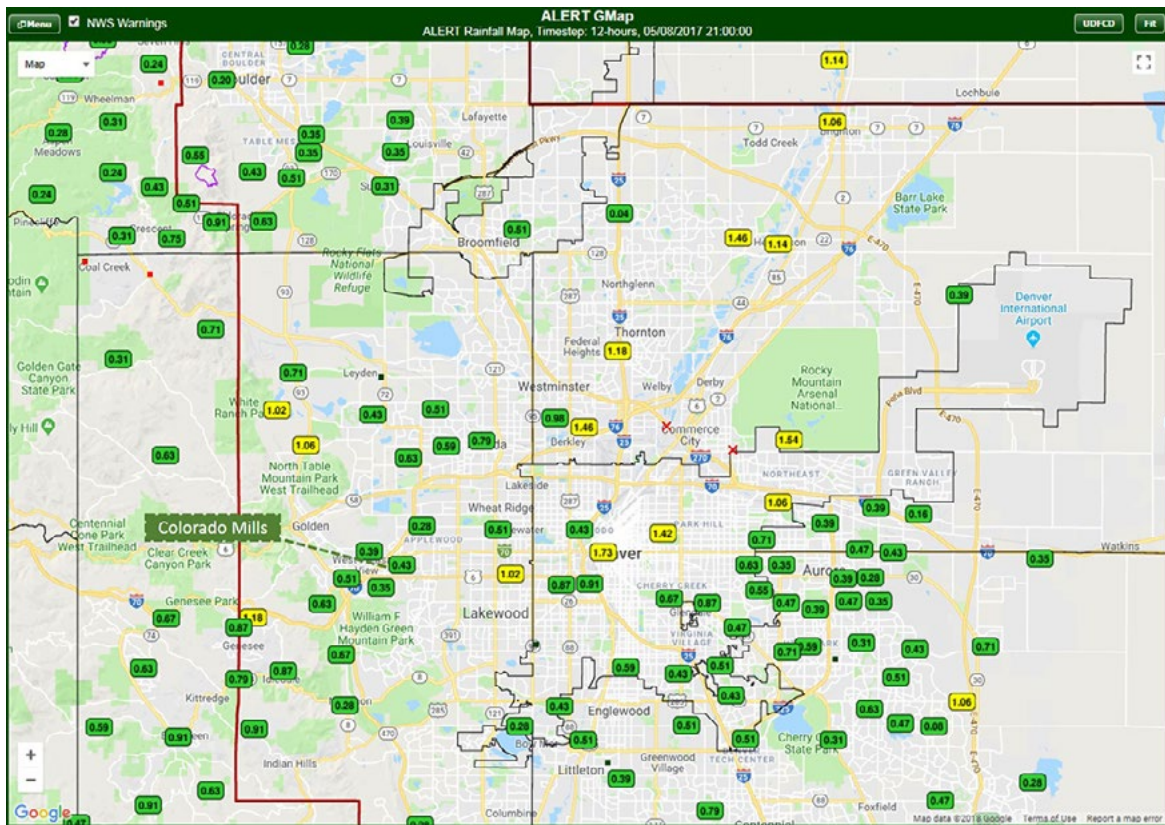 Menu
NWS Warnings
ALERT GMap
ALERT Rainfall Map, Timestep: 12-hours, 05/08/2017 21:00:00
UDFCD
Fit
Map
0.24
0.28
1.14
CENTRAL
BOULDER
0.20
Wheelman
Lochbuie
0.31
0.39
Lafayette
1.06
Brighton
0.28
Meadows
TABLE
0.35
Louisville
Todd Creek
0.55
0.35
0.35
0.24
0.43
0.51
0.43
0.31
Barr Lake
State Park
0.24
0.51
0.91
0.63
0.04
0.31
Crescent
0.75
0.51
Broomfield
1.46
1.14
Coal Creek
Rocky Flats
National
Wildlife
Refuge
Northglenn
0.39
Denver
International
Airport
0.71
Thornton
Golden Gate
Canyon
State Park
0.31
0.71
Leyden
Federal
Heights
1.18
Welby
Derby
Rocky
Mountain
Arsenal
National...
Westminster
Pena Blvd
White
Ranch
1.02
0.43
0.51
0.98
1.46
Berkley
Commerce
City
1.54
1.06
0.59
0.79
0.63
0.63
North Table
Mountain Park
West Trailhead
NORTHEAST
GREEN VALLEY
RANCH
Lakeside
Wheat Ridge
1.06
0.39
0.39
0.16
Colorado Mills
Golden
0.28
APPLEWOOD
0.51
0.43
1.42
PARK HILL
0.71
Centennial
Cone Park
West Trailhead
Clear Creek
Canyon Park
0.39
0.43
1.73
0.47
0.43
0.35
Watkins
0.51
0.35
1.02
0.87
0.91
CHERRY CREEK
0.63
0.35
Aurora
0.39
0.28
Genesee Park
0.63
Lakewood
0.67
0.87
0.55
0.47
0.39
0.47
0.35
0.67
1.18
0.87
Genesee
William F
Hayden Green
Mountain Park
VIRGINIA
VILLAGE
0.47
0.71
0.59
0.31
0.43
0.71
0.63
0.87
0.67
0.59
0.43
0.51
0.51
Kittredge
0.79
0.28
0.43
Englewood
0.43
0.63
1.06
0.59
0.91
0.91
0.28
0.51
0.51
0.51
0.31
0.47
0.08
Cherry Creek
State Park
Indian Hills
Littleton
Greenwood
Village
TECH CENTER
0.39
0.28
0.91
0.63
0.79
0.47
Foxfield
Columbine
Google
Map data ©2018 Google
Terms of Use
Report a map error